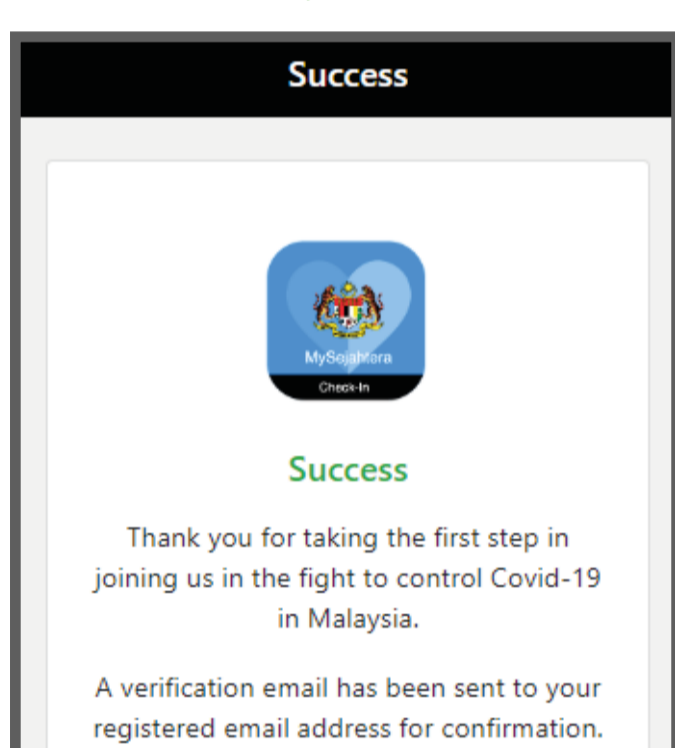 Success
MySejahtera
Check-In
Success
Thank you for taking the first step in
joining us in the fight to control Covid-19
in Malaysia.
A verification email has been sent to your
registered email address for confirmation.